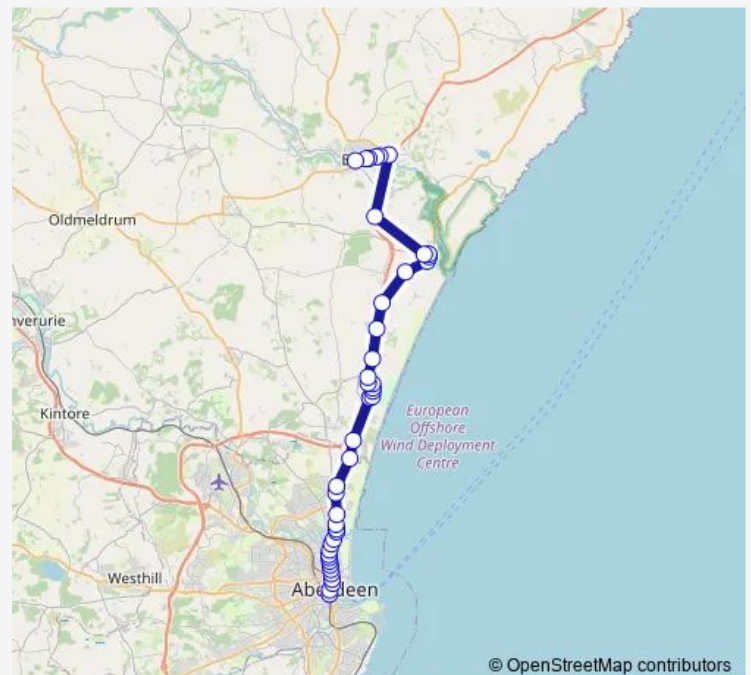 Oldmeldrum
nverurie
Kintore
European
Offshore
Wind Deployment
Centre
Westhill
Aberdeen
© OpenStreetMap contributors